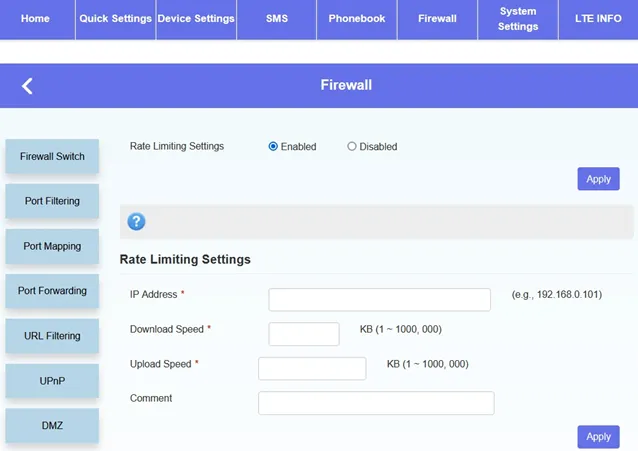 Home
Quick Settings
Device Settings
SMS
Phonebook
Firewall
System
Settings
LTE INFO
Firewall
Firewall Switch
Port Filtering
Port Mapping
Port Forwarding
URL Filtering
UPnP
DMZ
Rate Limiting Settings Enabled Disabled
Apply
?
Rate Limiting Settings
IP Address * (e.g., 192.168.0.101)
Download Speed * KB (1 ~ 1000, 000)
Upload Speed * KB (1 ~ 1000, 000)
Comment
Apply